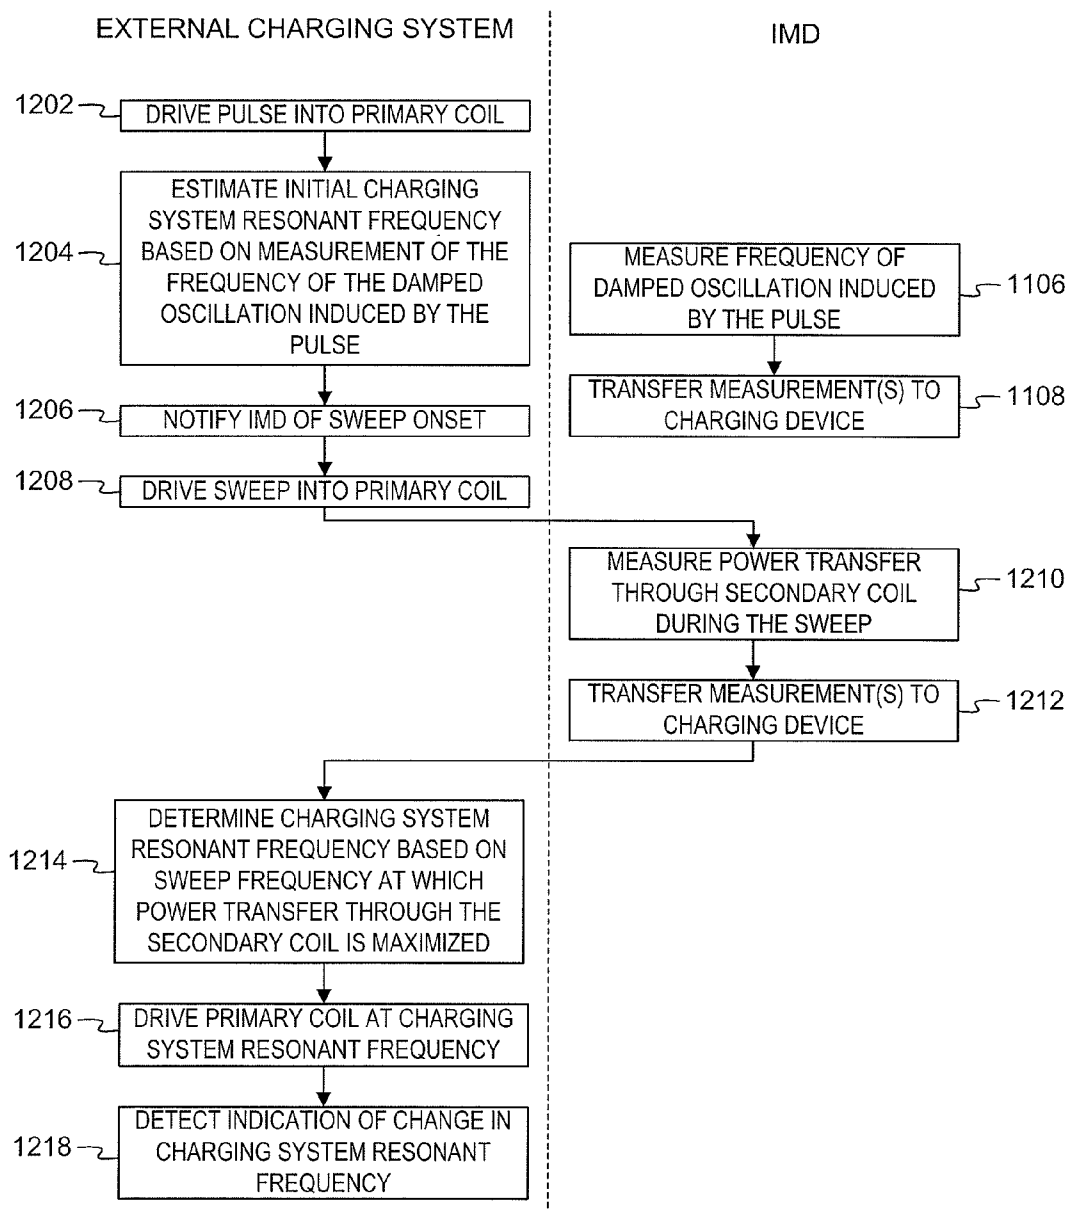 EXTERNAL CHARGING SYSTEM
IMD
1202
DRIVE PULSE INTO PRIMARY COIL
1204
ESTIMATE INITIAL CHARGING
SYSTEM RESONANT FREQUENCY
BASED ON MEASUREMENT OF THE
FREQUENCY OF THE DAMPED
OSCILLATION INDUCED BY THE
PULSE
MEASURE FREQUENCY OF
DAMPED OSCILLATION INDUCED
BY THE PULSE
1106
TRANSFER MEASUREMENT(S) TO
CHARGING DEVICE
1108
1206
NOTIFY IMD OF SWEEP ONSET
1208
DRIVE SWEEP INTO PRIMARY COIL
MEASURE POWER TRANSFER
THROUGH SECONDARY COIL
DURING THE SWEEP
1210
TRANSFER MEASUREMENT(S) TO
CHARGING DEVICE
1212
1214
DETERMINE CHARGING SYSTEM
RESONANT FREQUENCY BASED ON
SWEEP FREQUENCY AT WHICH
POWER TRANSFER THROUGH THE
SECONDARY COIL IS MAXIMIZED
1216
DRIVE PRIMARY COIL AT CHARGING
SYSTEM RESONANT FREQUENCY
1218
DETECT INDICATION OF CHANGE IN
CHARGING SYSTEM RESONANT
FREQUENCY